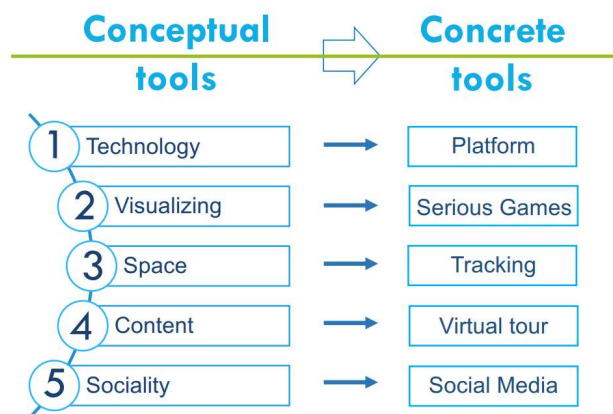 Conceptual
tools
Concrete
tools
1 Technology
Platform
2 Visualizing
Serious Games
3 Space
Tracking
4 Content
Virtual tour
5 Sociality
Social Media